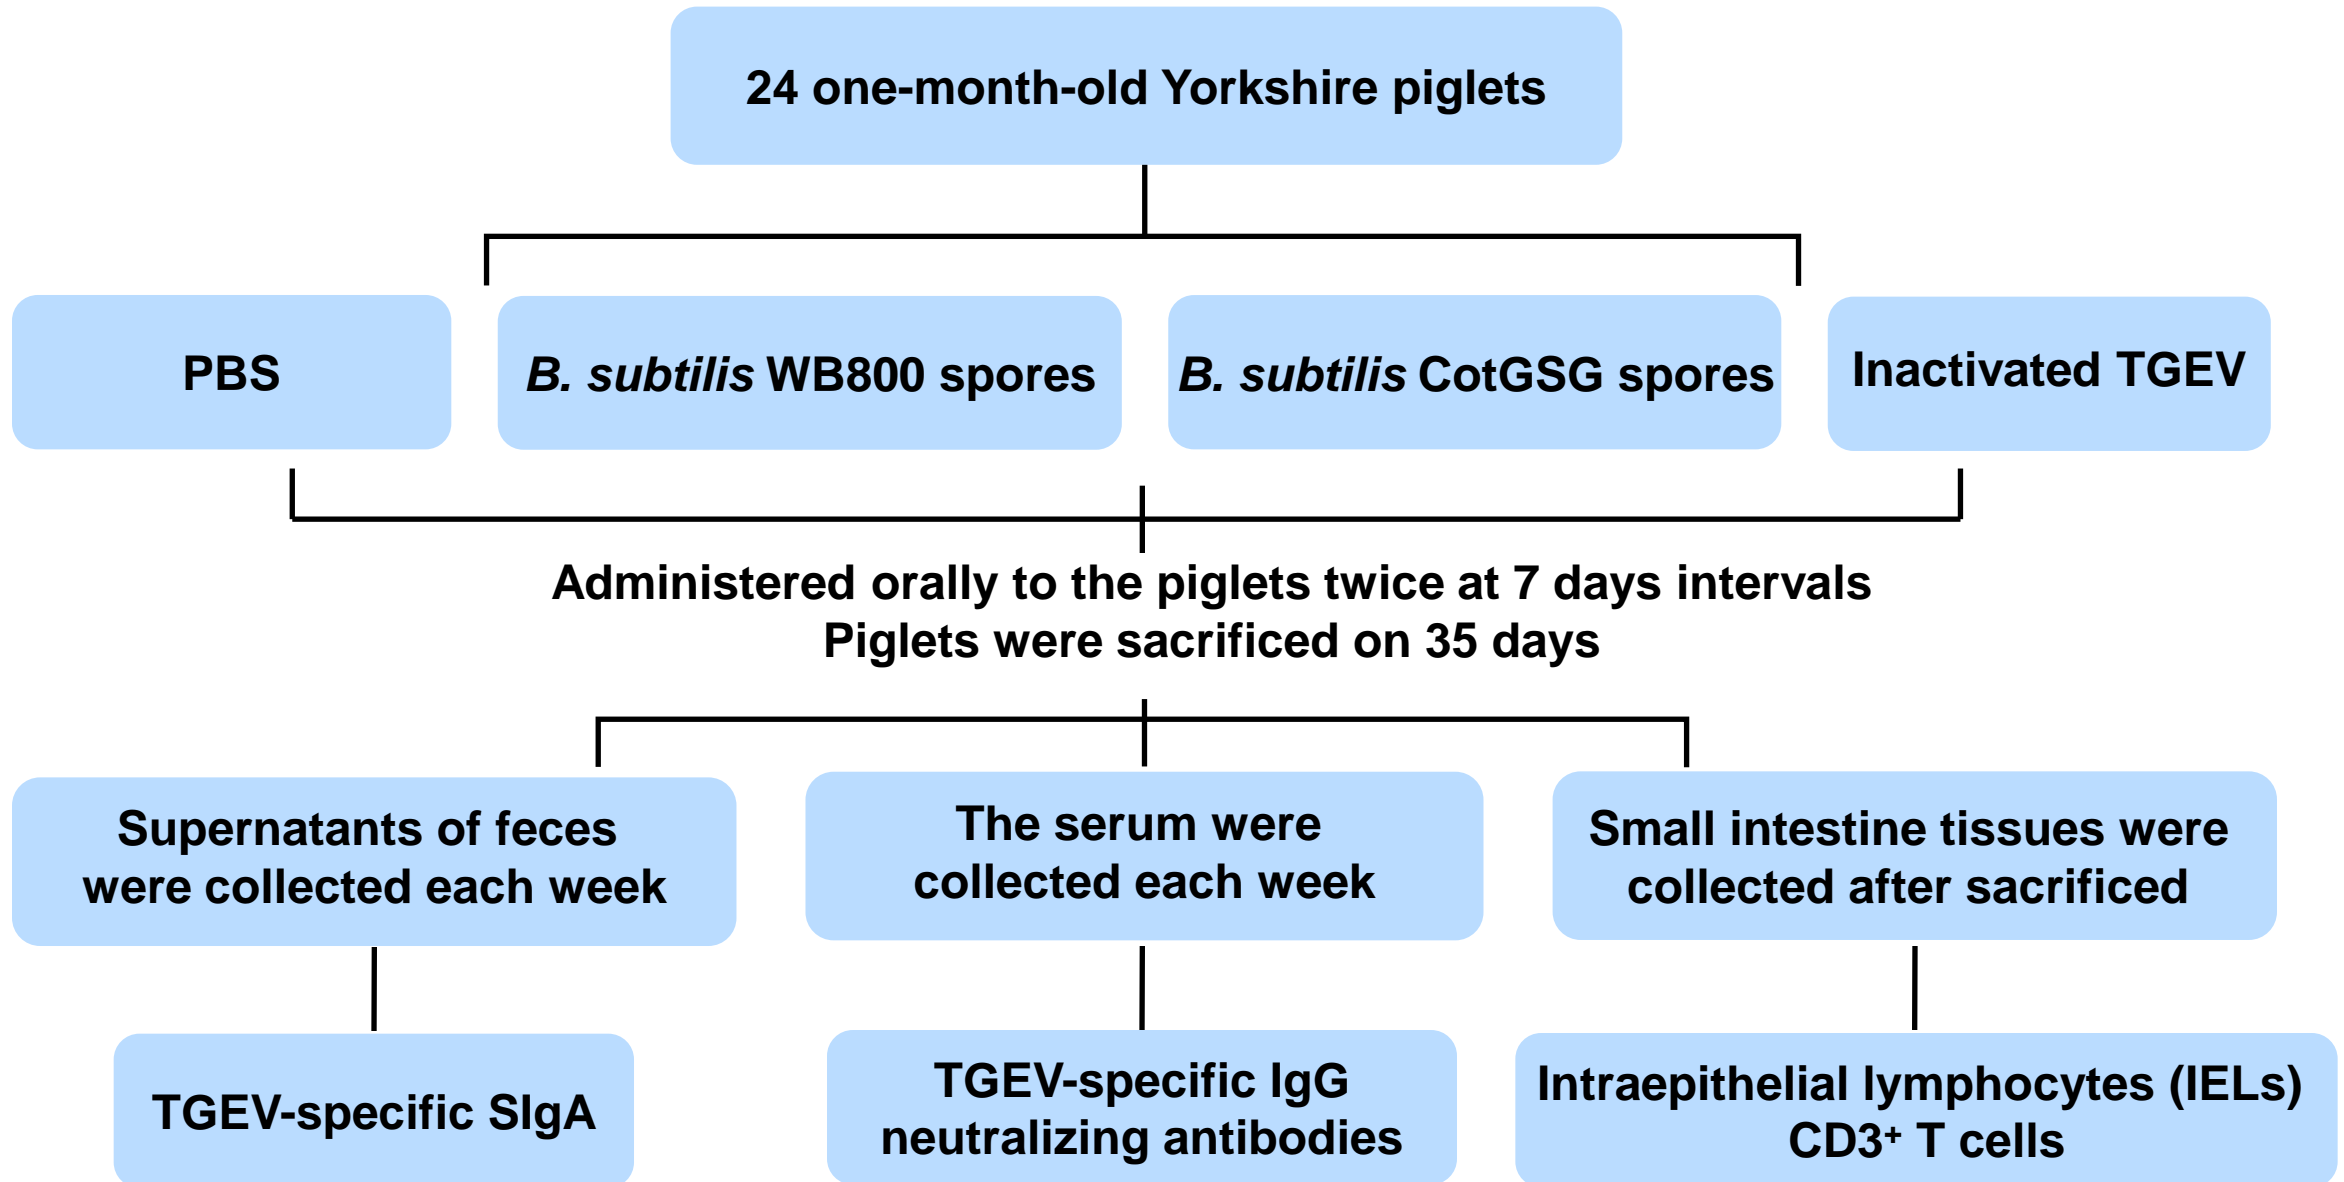 24 one-month-old Yorkshire piglets
PBS
B. subtilis WB800 spores
B. subtilis CotGSG spores
Inactivated TGEV
Administered orally to the piglets twice at 7 days intervals
Piglets were sacrificed on 35 days
Supernatants of feces
were collected each week
The serum were
collected each week
Small intestine tissues were
collected after sacrificed
TGEV-specific SIgA
TGEV-specific IgG
neutralizing antibodies
Intraepithelial lymphocytes (IELs)
CD3⁺ T cells